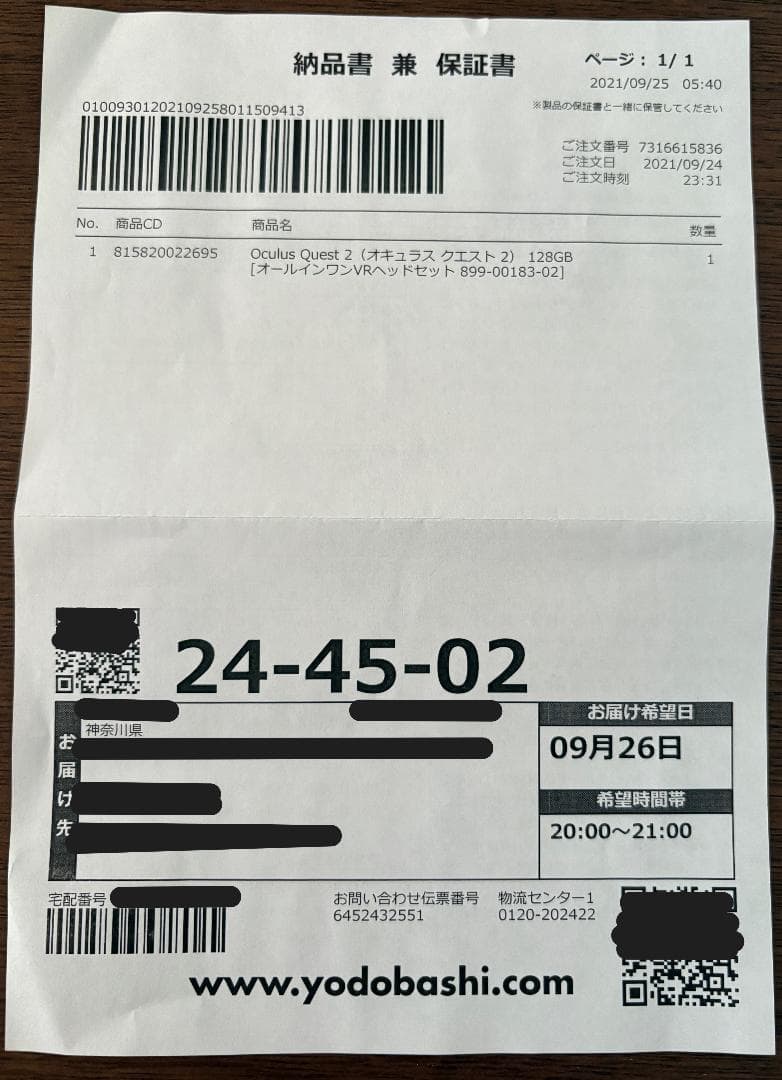 納品書 兼 保証書
ページ： 1/ 1
2021/09/25 05:40
※製品の保証書と一緒に保管してください
010093012021092580115094​13
ご注文番号 7316615836
ご注文日 2021/09/24
ご注文時刻 23:31
No. 商品CD 商品名 数量
1 815820022695 Oculus Quest 2（オキュラス クエスト 2） 128GB 1
[オールインワンVRヘッドセット 899-00183-02]
24-45-02
お届け先
神奈川県
お届け希望日
09月26日
希望時間帯
20:00～21:00
宅配番号
お問い合わせ伝票番号
6452432551
物流センター1
0120-202422
www.yodobashi.com